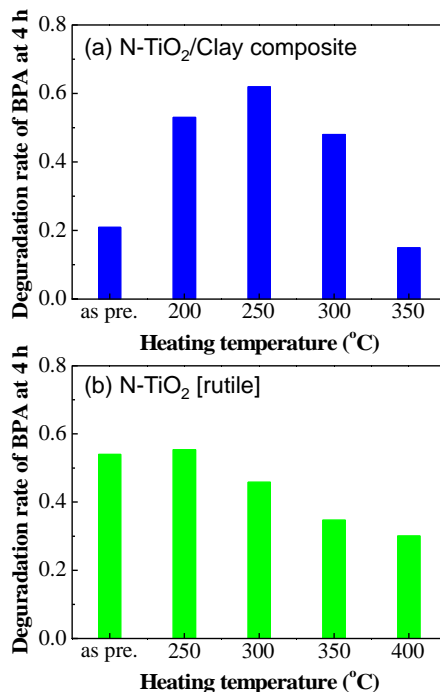 (a) N-TiO₂/Clay composite
Deguradation rate of BPA at 4 h
0.8
0.6
0.4
0.2
0.0
as pre. 200 250 300 350
Heating temperature (°C)
(b) N-TiO₂ [rutile]
Deguradation rate of BPA at 4 h
0.8
0.6
0.4
0.2
0.0
as pre. 250 300 350 400
Heating temperature (°C)